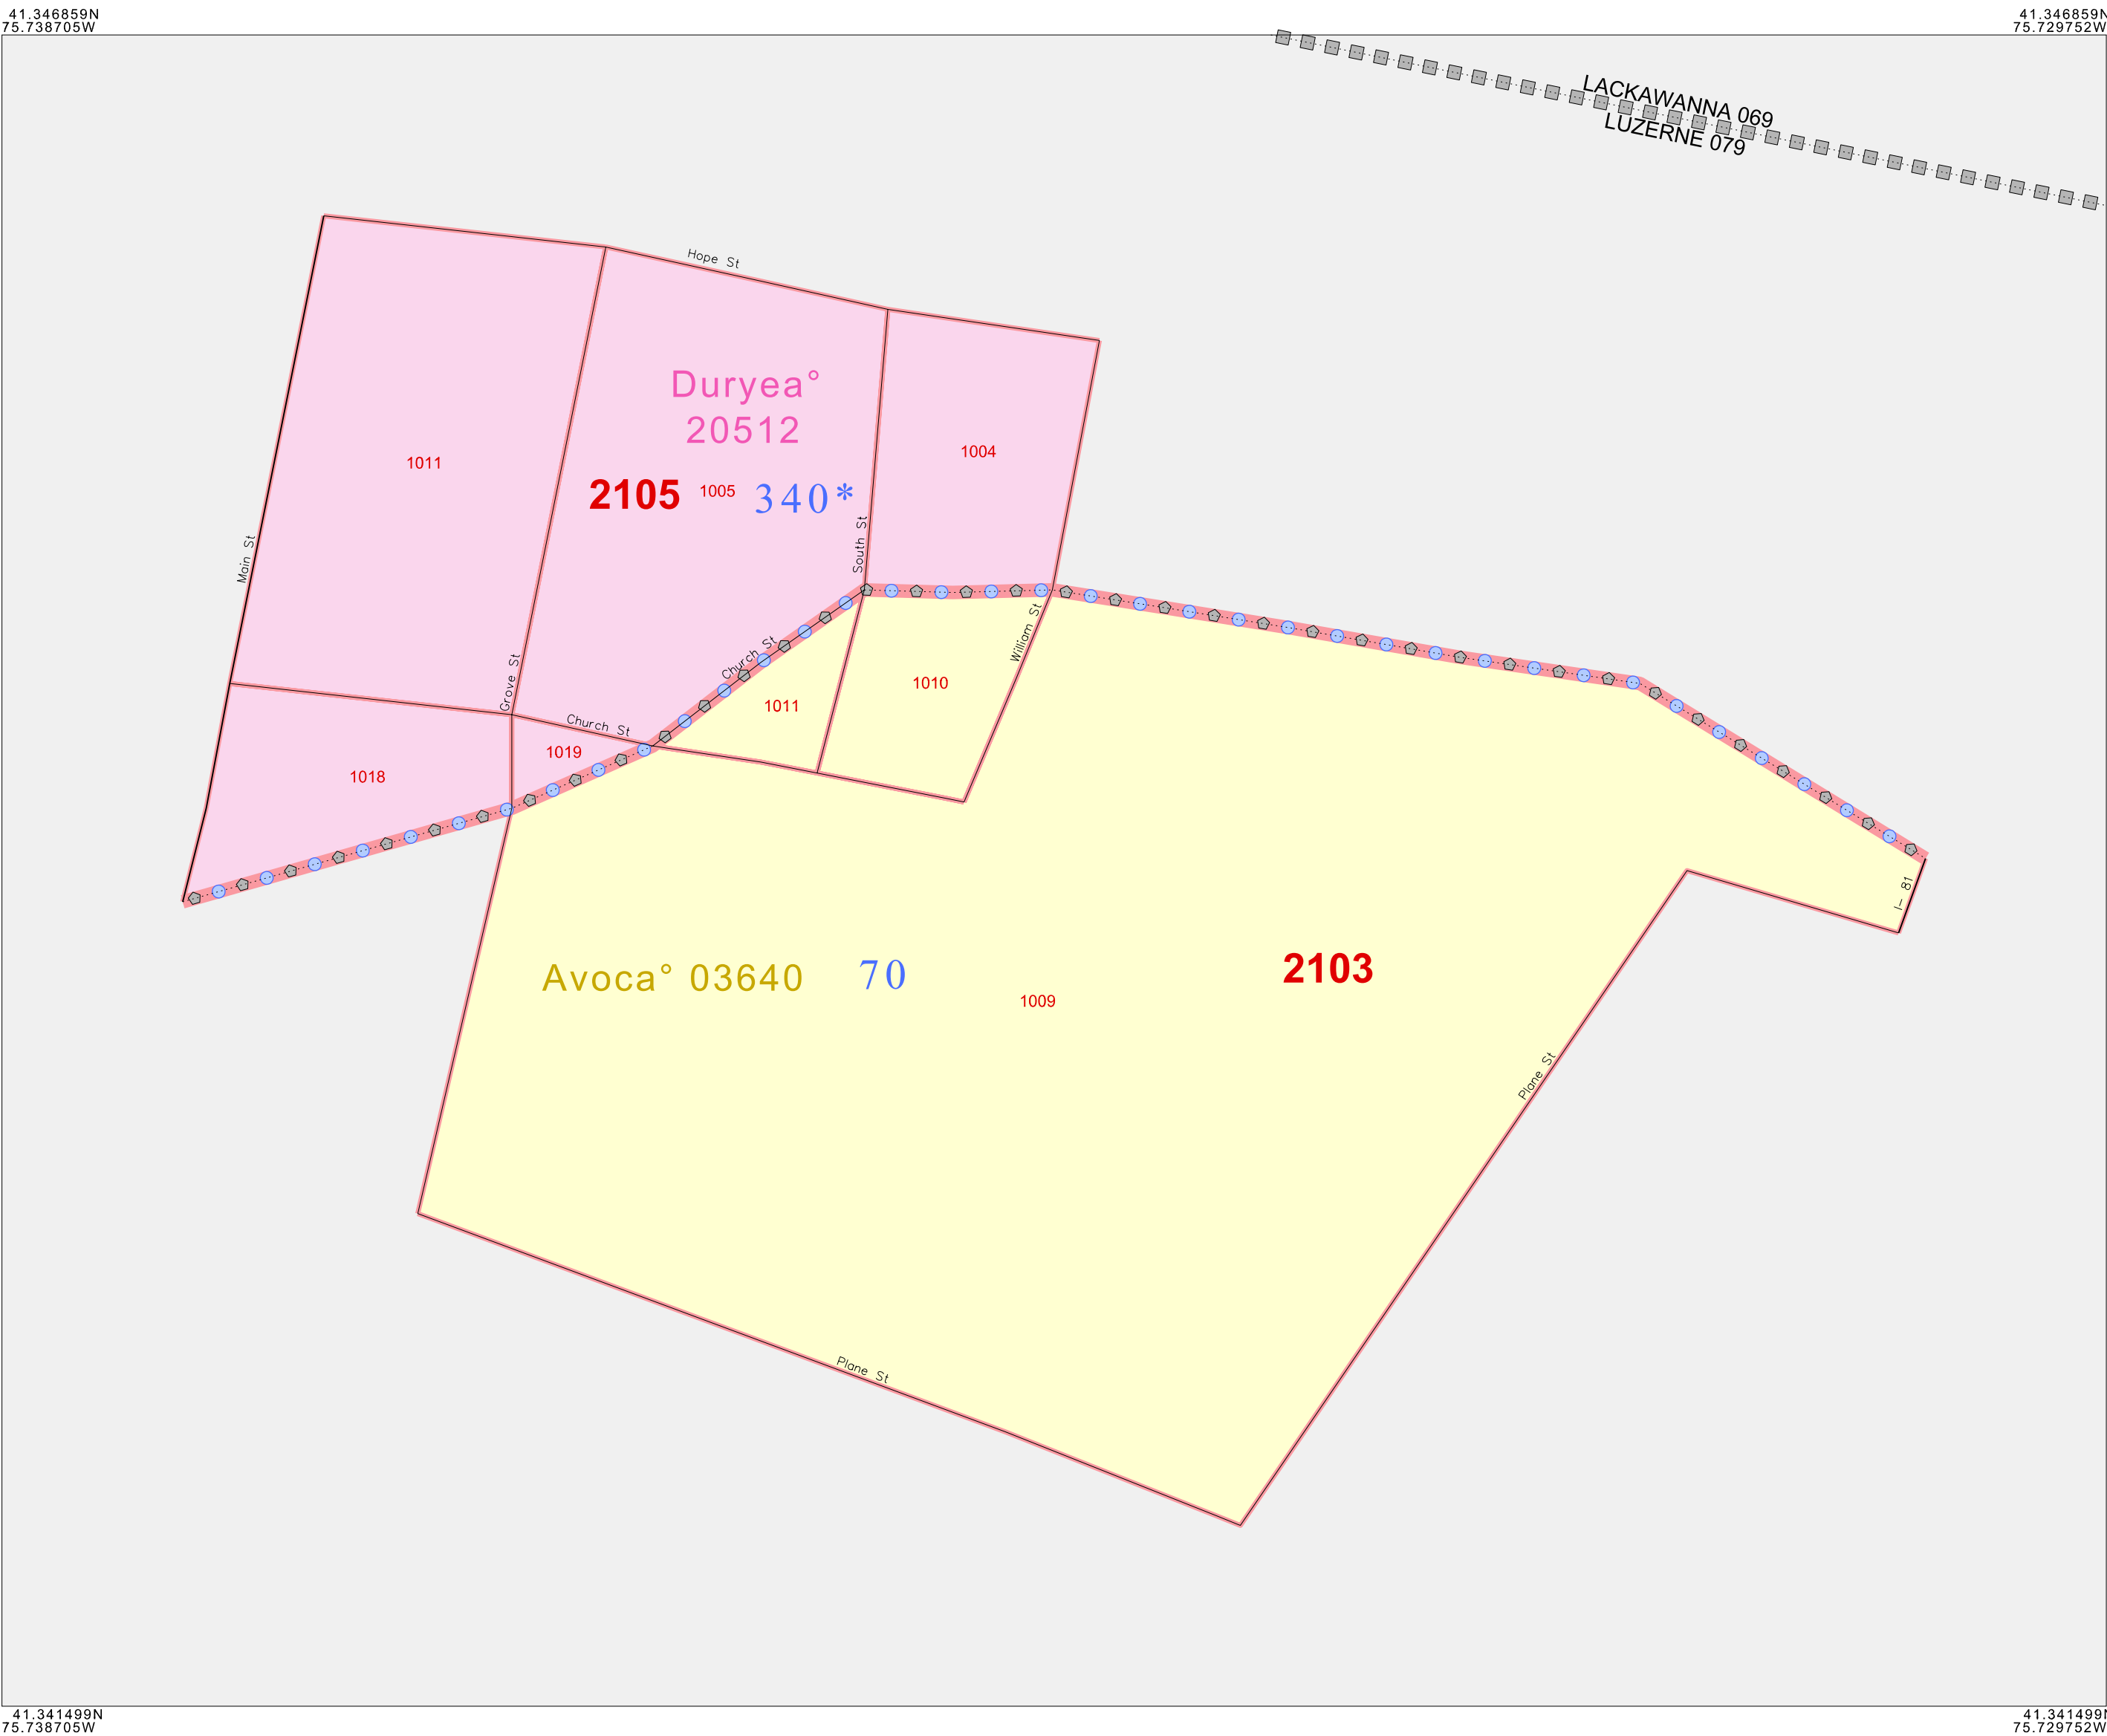 41.346859N
75.738705W
41.346859N
75.729752W
LACKAWANNA 069
LUZERNE 079
Hope St
Duryea°
20512
1011
1004
2105
1005
340*
Main St
South St
William St
Grove St
Church St
Church St
1011
1010
1019
1018
I- 81
Avoca° 03640
70
2103
1009
Plane St
Plane St
41.341499N
75.738705W
41.341499N
75.729752W